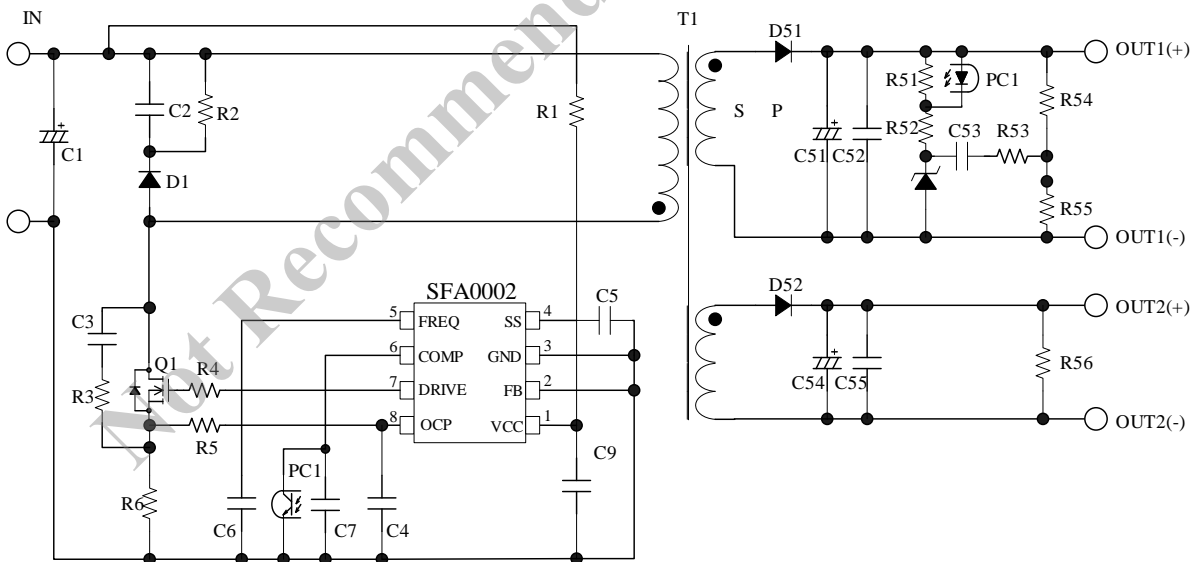 IN
T1
D51
OUT1(+)
R51
PC1
C2
R2
R1
S P
R54
C1
R52
C53
R53
C51
C52
D1
R55
OUT1(-)
SFA0002
D52
C5
OUT2(+)
5
FREQ
SS
4
C3
6
COMP
GND
3
Q1
R4
7
DRIVE
FB
2
R3
C54
C55
R56
8
OCP
VCC
1
R5
OUT2(-)
PC1
C9
R6
C6
C7
C4
Not Recommend